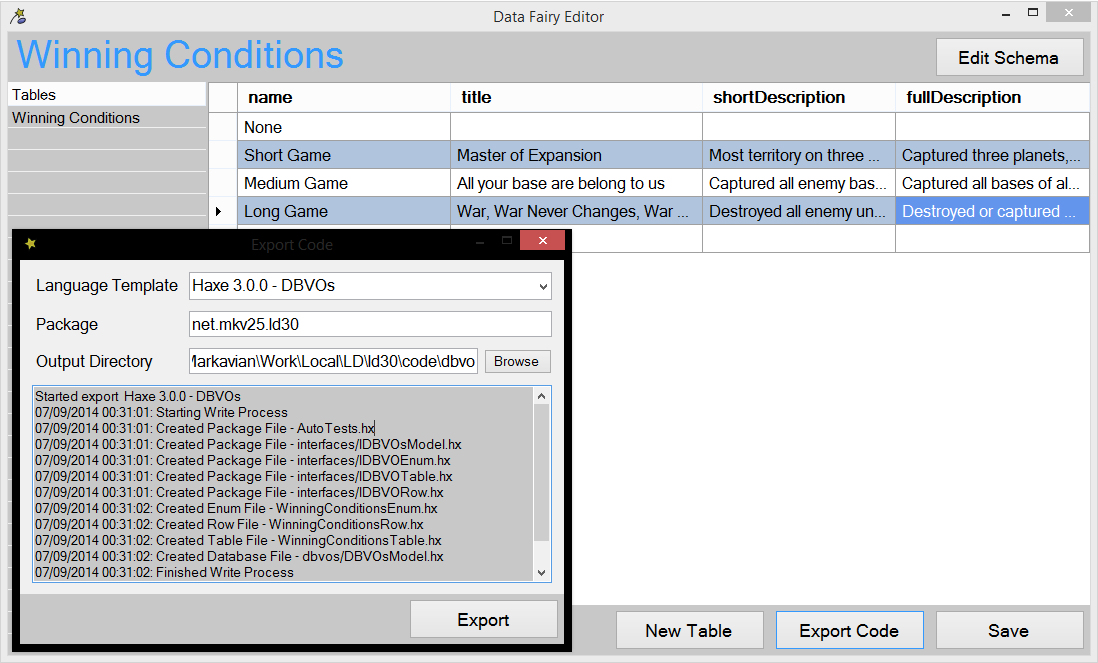 Data Fairy Editor
Winning Conditions
Edit Schema
Tables
Winning Conditions
name title shortDescription fullDescription
None
Short Game Master of Expansion Most territory on three ... Captured three planets,...
Medium Game All your base are belong to us Captured all enemy bas... Captured all bases of al...
Long Game War, War Never Changes, War ... Destroyed all enemy un... Destroyed or captured ...
Export Code
Language Template Haxe 3.0.0 - DBVOs
Package net.mkv25.ld30
Output Directory Markavian\Work\Local\LD\ld30\code\dbvo Browse
Started export Haxe 3.0.0 - DBVOs
07/09/2014 00:31:01: Starting Write Process
07/09/2014 00:31:01: Created Package File - AutoTests.hx
07/09/2014 00:31:01: Created Package File - interfaces/IDBVOsModel.hx
07/09/2014 00:31:01: Created Package File - interfaces/IDBVOEnum.hx
07/09/2014 00:31:01: Created Package File - interfaces/IDBVOTable.hx
07/09/2014 00:31:01: Created Package File - interfaces/IDBVORow.hx
07/09/2014 00:31:02: Created Enum File - WinningConditionsEnum.hx
07/09/2014 00:31:02: Created Row File - WinningConditionsRow.hx
07/09/2014 00:31:02: Created Table File - WinningConditionsTable.hx
07/09/2014 00:31:02: Created Database File - dbvos/DBVOsModel.hx
07/09/2014 00:31:02: Finished Write Process
Export
New Table Export Code Save